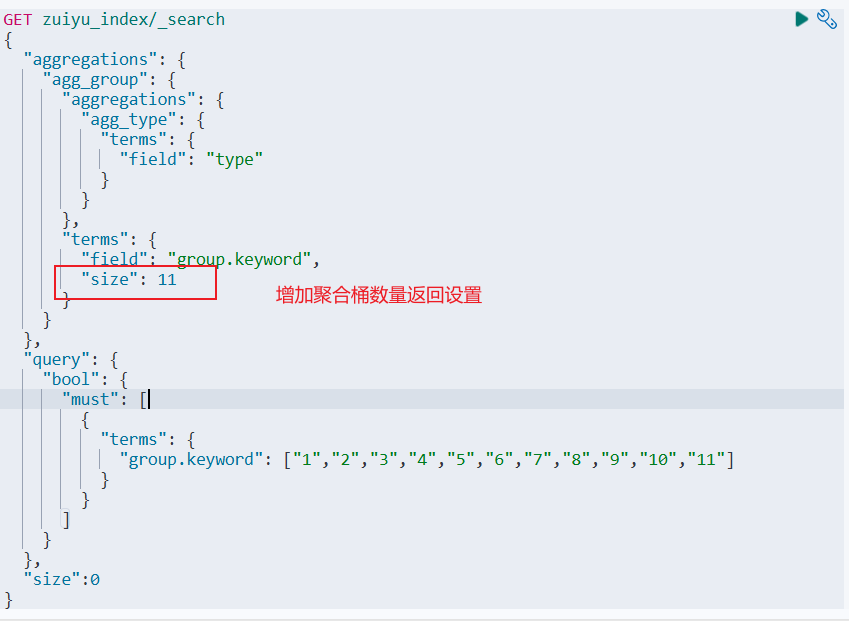 GET zuiyu_index/_search
{
  "aggregations": {
    "agg_group": {
      "aggregations": {
        "agg_type": {
          "terms": {
            "field": "type"
          }
        }
      },
      "terms": {
        "field": "group.keyword",
        "size": 11
增加聚合桶数量返回设置
      }
    }
  },
  "query": {
    "bool": {
      "must": [
        {
          "terms": {
            "group.keyword": ["1","2","3","4","5","6","7","8","9","10","11"]
          }
        }
      ]
    }
  },
  "size":0
}